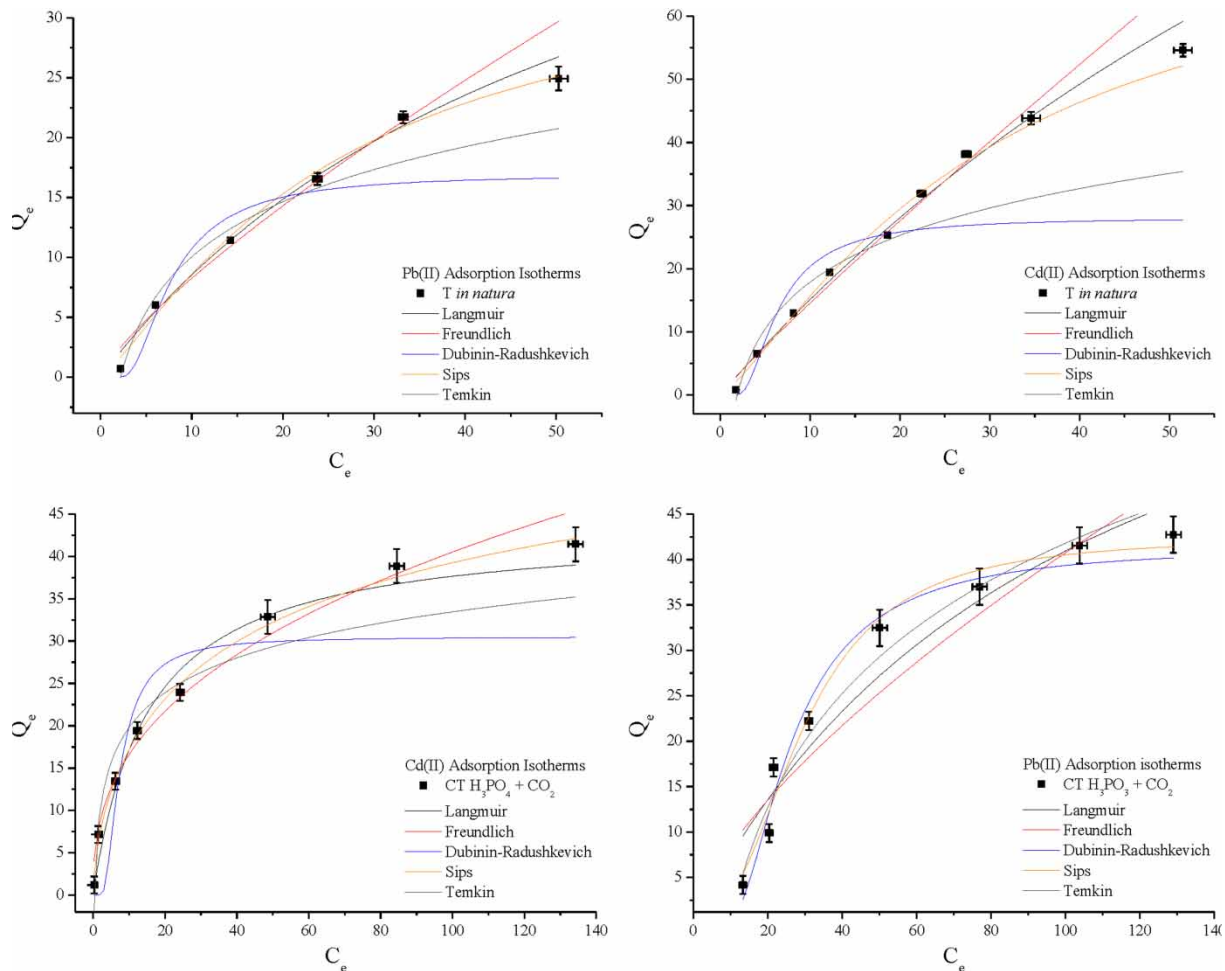 30
25
20
15
10
5
0
Qe
0 10 20 30 40 50
Ce
Pb(II) Adsorption Isotherms
T in natura
Langmuir
Freundlich
Dubinin-Radushkevich
Sips
Temkin
60
50
40
30
20
10
0
Qe
0 10 20 30 40 50
Ce
Cd(II) Adsorption Isotherms
T in natura
Langmuir
Freundlich
Dubinin-Radushkevich
Sips
Temkin
45
40
35
30
25
20
15
10
5
0
Qe
0 20 40 60 80 100 120 140
Ce
Cd(II) Adsorption Isotherms
CT H₃PO₄ + CO₂
Langmuir
Freundlich
Dubinin-Radushkevich
Sips
Temkin
45
40
35
30
25
20
15
10
5
Qe
0 20 40 60 80 100 120 140
Ce
Pb(II) Adsorption isotherms
CT H₃PO₃ + CO₂
Langmuir
Freundlich
Dubinin-Radushkevich
Sips
Temkin